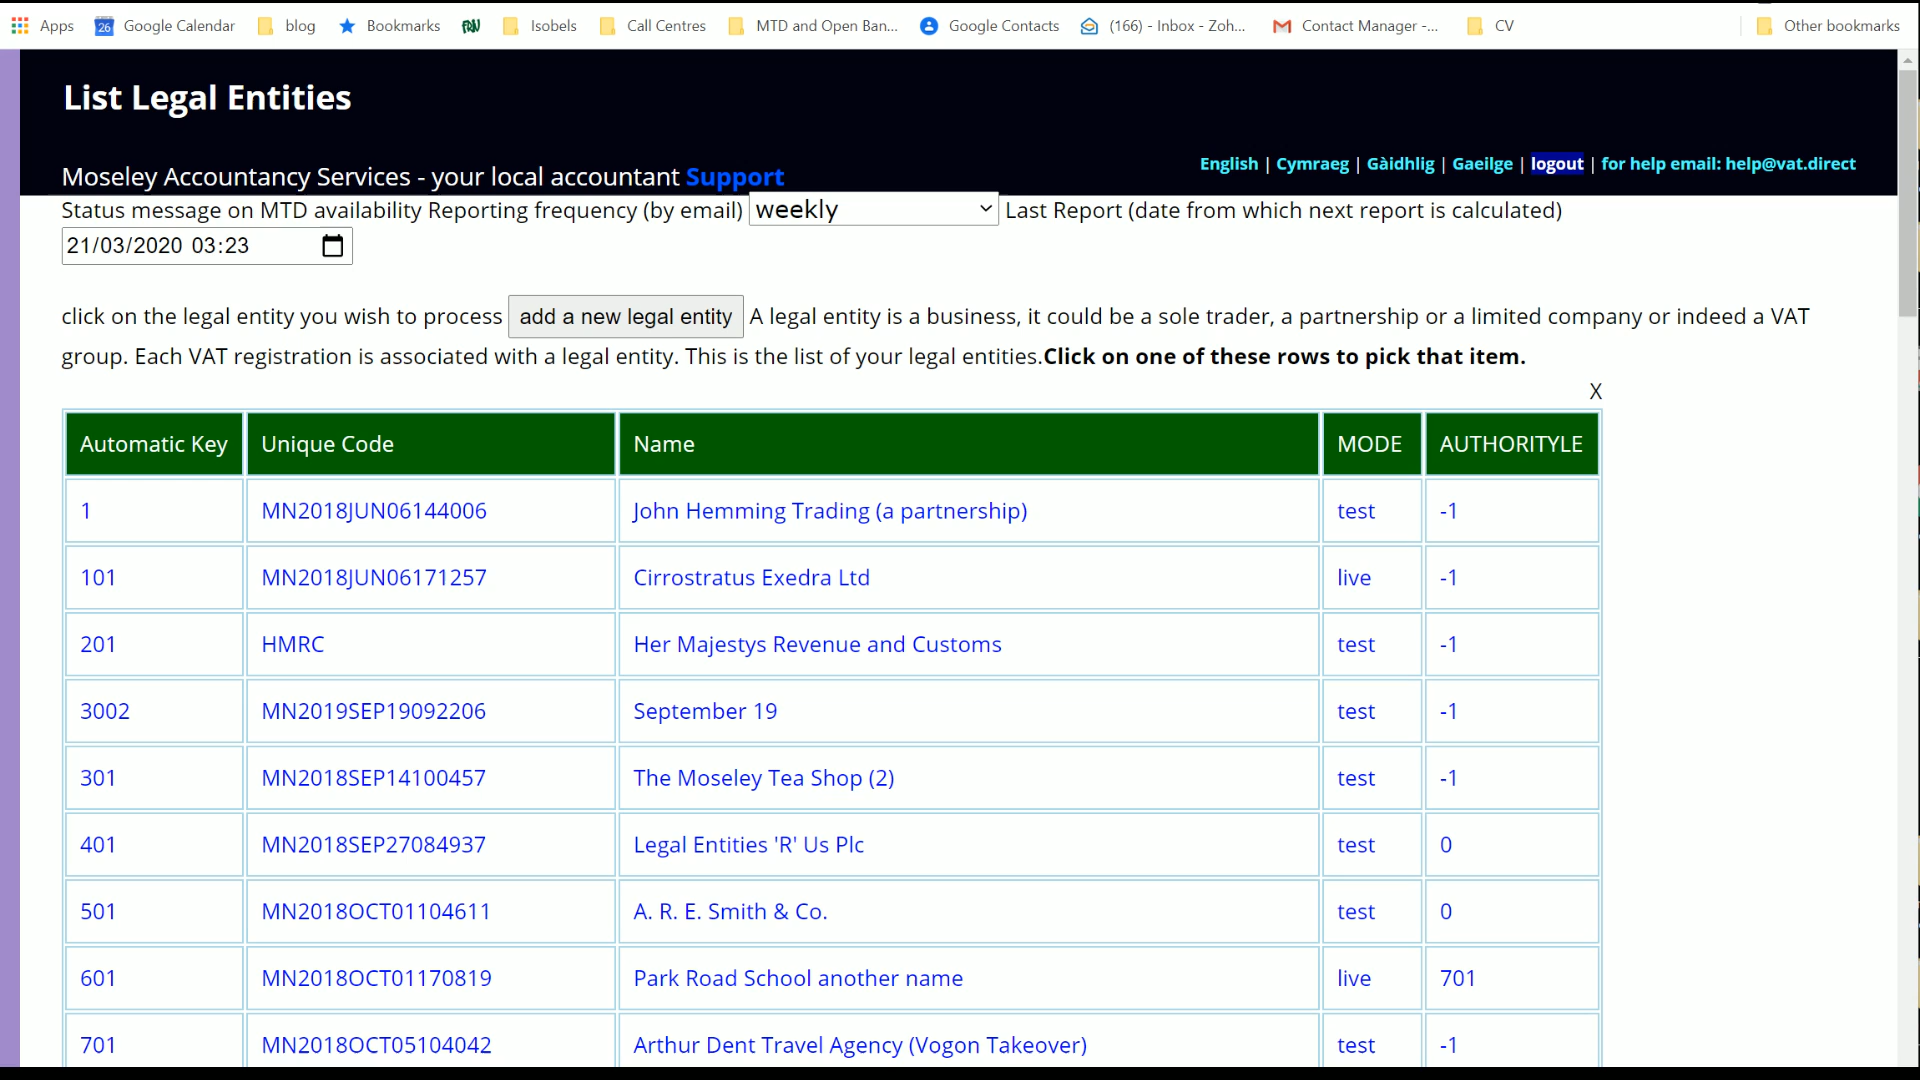 Apps 26 Google Calendar blog Bookmarks Isobels Call Centres MTD and Open Ban... Google Contacts (166) - Inbox - Zoh... Contact Manager -... CV Other bookmarks
List Legal Entities
English | Cymraeg | Gàidhlig | Gaeilge | logout | for help email: help@vat.direct
Moseley Accountancy Services - your local accountant Support
Status message on MTD availability Reporting frequency (by email) weekly Last Report (date from which next report is calculated)
21/03/2020 03:23
click on the legal entity you wish to process add a new legal entity A legal entity is a business, it could be a sole trader, a partnership or a limited company or indeed a VAT
group. Each VAT registration is associated with a legal entity. This is the list of your legal entities.Click on one of these rows to pick that item.
X
Automatic Key Unique Code Name MODE AUTHORITYLE
1 MN2018JUN06144006 John Hemming Trading (a partnership) test -1
101 MN2018JUN06171257 Cirrostratus Exedra Ltd live -1
201 HMRC Her Majestys Revenue and Customs test -1
3002 MN2019SEP19092206 September 19 test -1
301 MN2018SEP14100457 The Moseley Tea Shop (2) test -1
401 MN2018SEP27084937 Legal Entities 'R' Us Plc test 0
501 MN2018OCT01104611 A. R. E. Smith & Co. test 0
601 MN2018OCT01170819 Park Road School another name live 701
701 MN2018OCT05104042 Arthur Dent Travel Agency (Vogon Takeover) test -1